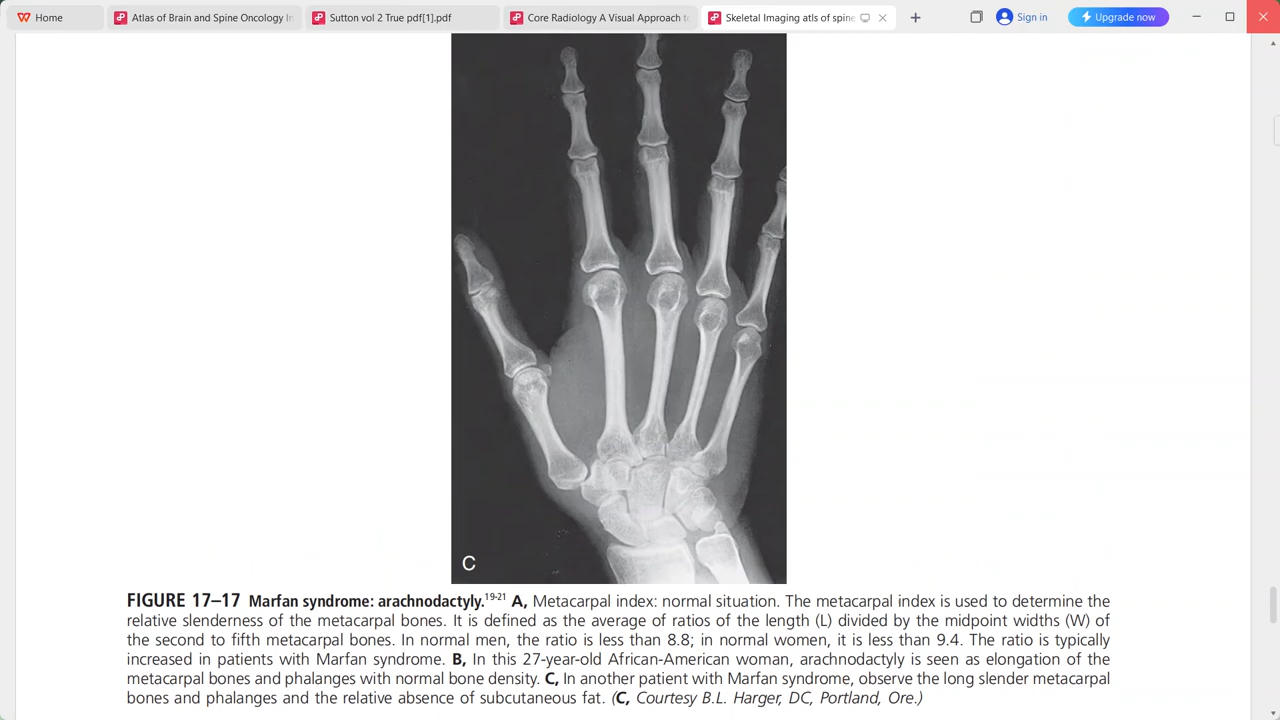 Home
Atlas of Brain and Spine Oncology In
Sutton vol 2 True pdf[1].pdf
Core Radiology A Visual Approach to
Skeletal Imaging atls of spine
Sign in
Upgrade now
C
FIGURE 17–17 Marfan syndrome: arachnodactyly.19-21 A, Metacarpal index: normal situation. The metacarpal index is used to determine the
relative slenderness of the metacarpal bones. It is defined as the average of ratios of the length (L) divided by the midpoint widths (W) of
the second to fifth metacarpal bones. In normal men, the ratio is less than 8.8; in normal women, it is less than 9.4. The ratio is typically
increased in patients with Marfan syndrome. B, In this 27-year-old African-American woman, arachnodactyly is seen as elongation of the
metacarpal bones and phalanges with normal bone density. C, In another patient with Marfan syndrome, observe the long slender metacarpal
bones and phalanges and the relative absence of subcutaneous fat. (C, Courtesy B.L. Harger, DC, Portland, Ore.)